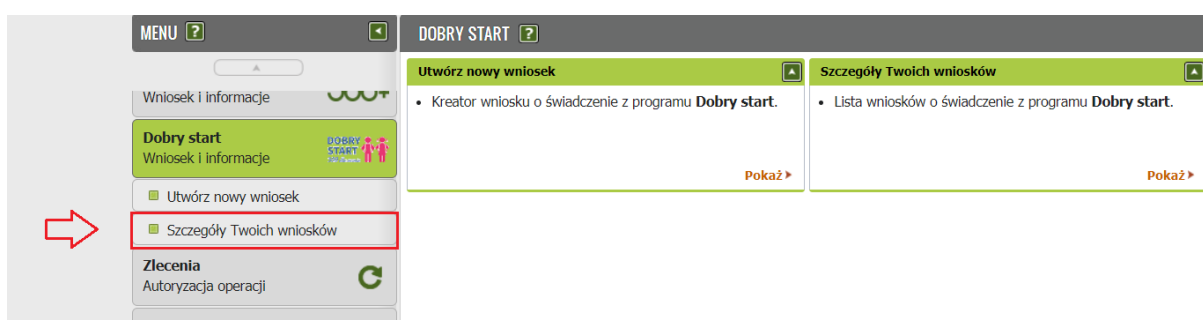 MENU ?
DOBRY START ?
Utwórz nowy wniosek
Szczegóły Twoich wniosków
Wniosek i informacje
500+
• Kreator wniosku o świadczenie z programu Dobry start.
• Lista wniosków o świadczenie z programu Dobry start.
Dobry start
Wniosek i informacje
DOBRY
START
Pokaż
Pokaż
Utwórz nowy wniosek
Szczegóły Twoich wniosków
Zlecenia
Autoryzacja operacji